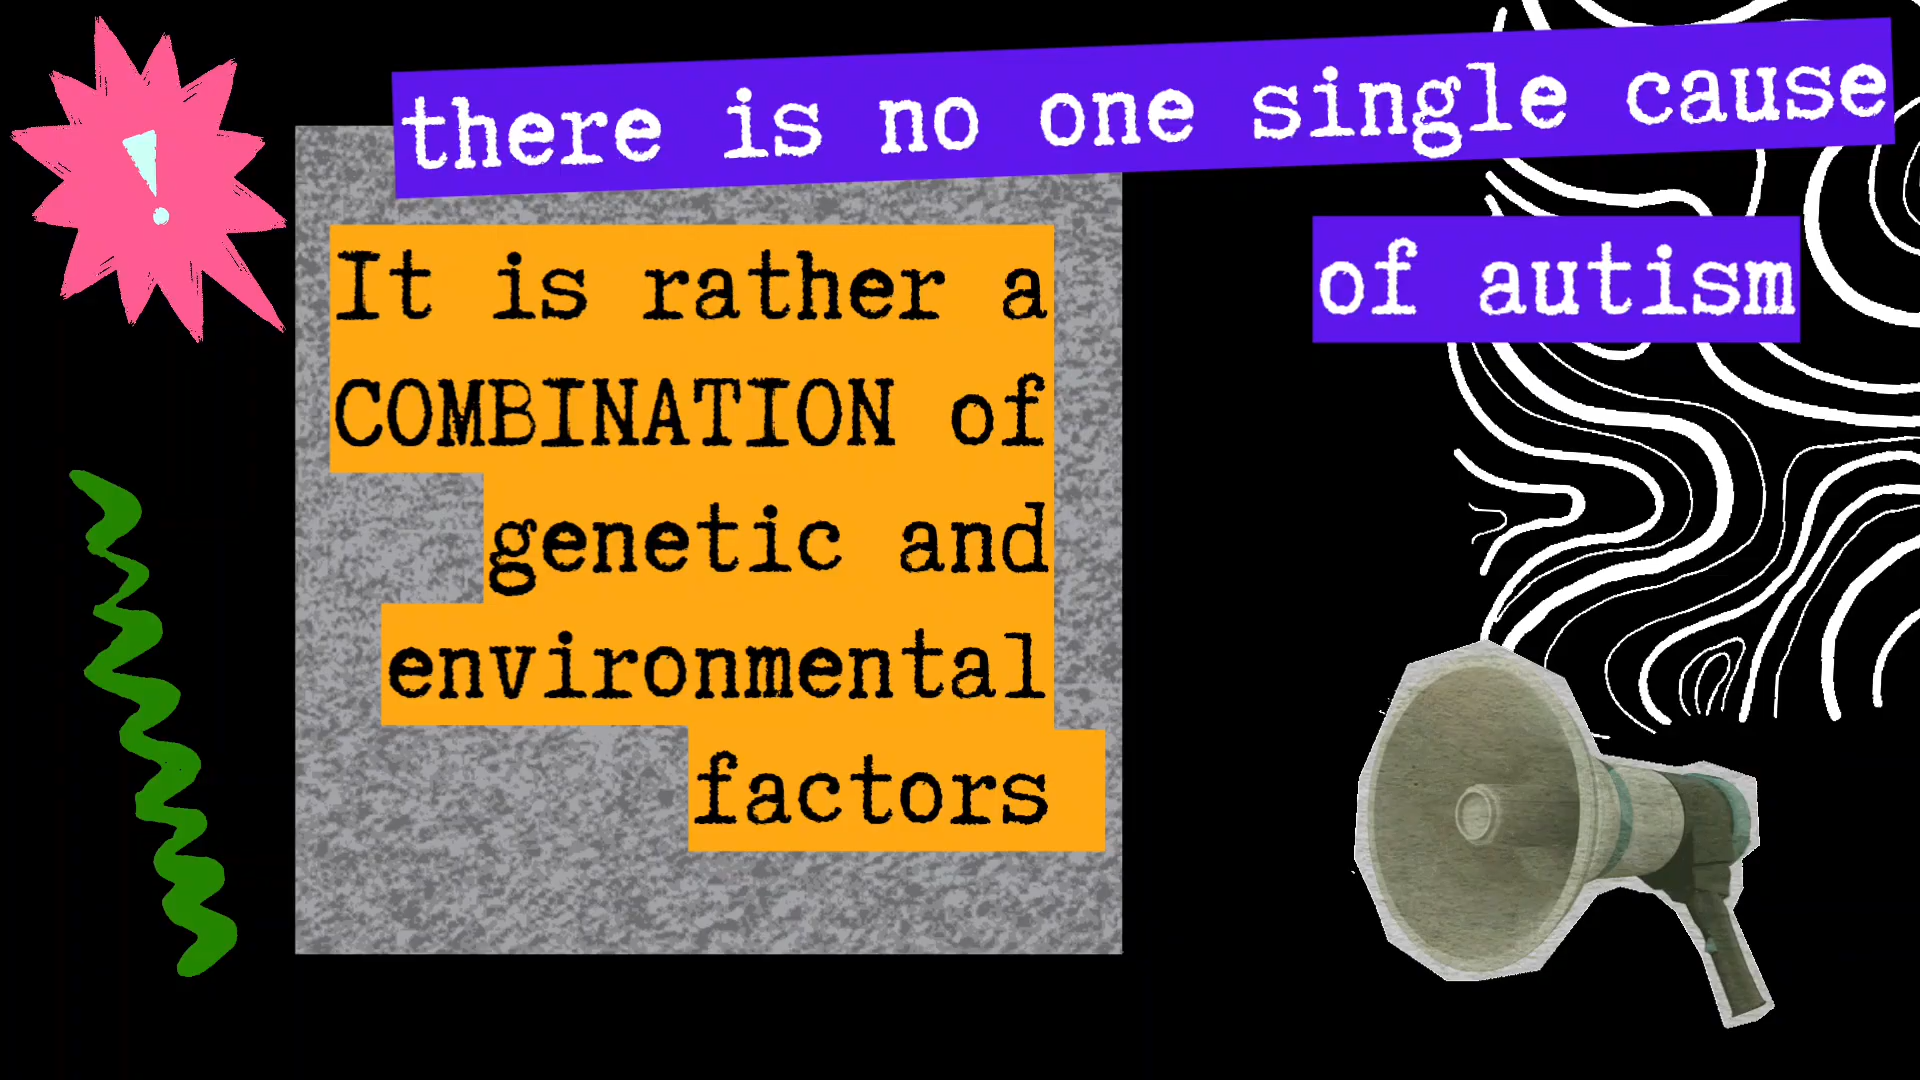 there is no one single cause
of autism
It is rather a
COMBINATION of
genetic and
environmental
factors
!